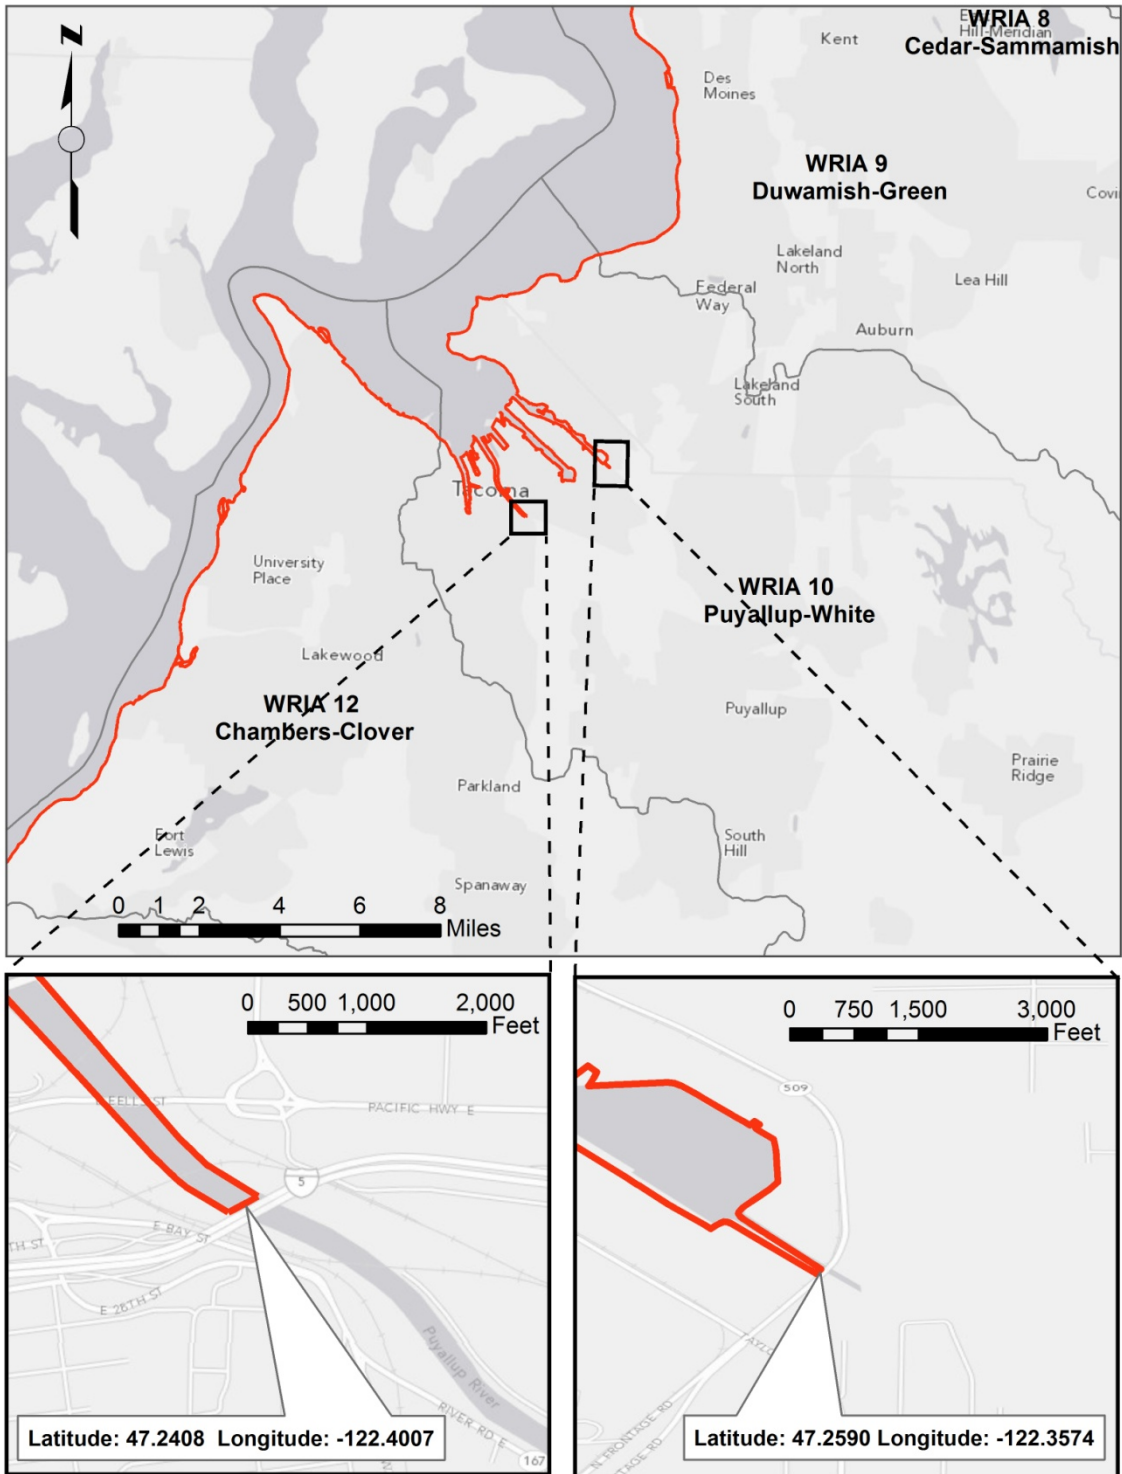 WRIA 8
Hill-Meridian
Cedar-Sammamish
Kent
Des
Moines
WRIA 9
Duwamish-Green
Covi
Lakeland
North
Lea Hill
Federal
Way
Auburn
Lakeland
South
Tacoma
University
Place
WRIA 10
Puyallup-White
Lakewood
WRIA 12
Chambers-Clover
Puyallup
Prairie
Ridge
Parkland
Fort
Lewis
South
Hill
Spanaway
0 1 2 4 6 8
Miles
N
0 500 1,000 2,000
Feet
ST
PACIFIC HWY E
5
E BAY ST
TH ST
E 26TH ST
Puyallup River
RIVER RD E
167
W
Latitude: 47.2408 Longitude: -122.4007
0 750 1,500 3,000
Feet
509
TAYLO
N FRONTAGE RD
TAGE RD
Latitude: 47.2590 Longitude: -122.3574